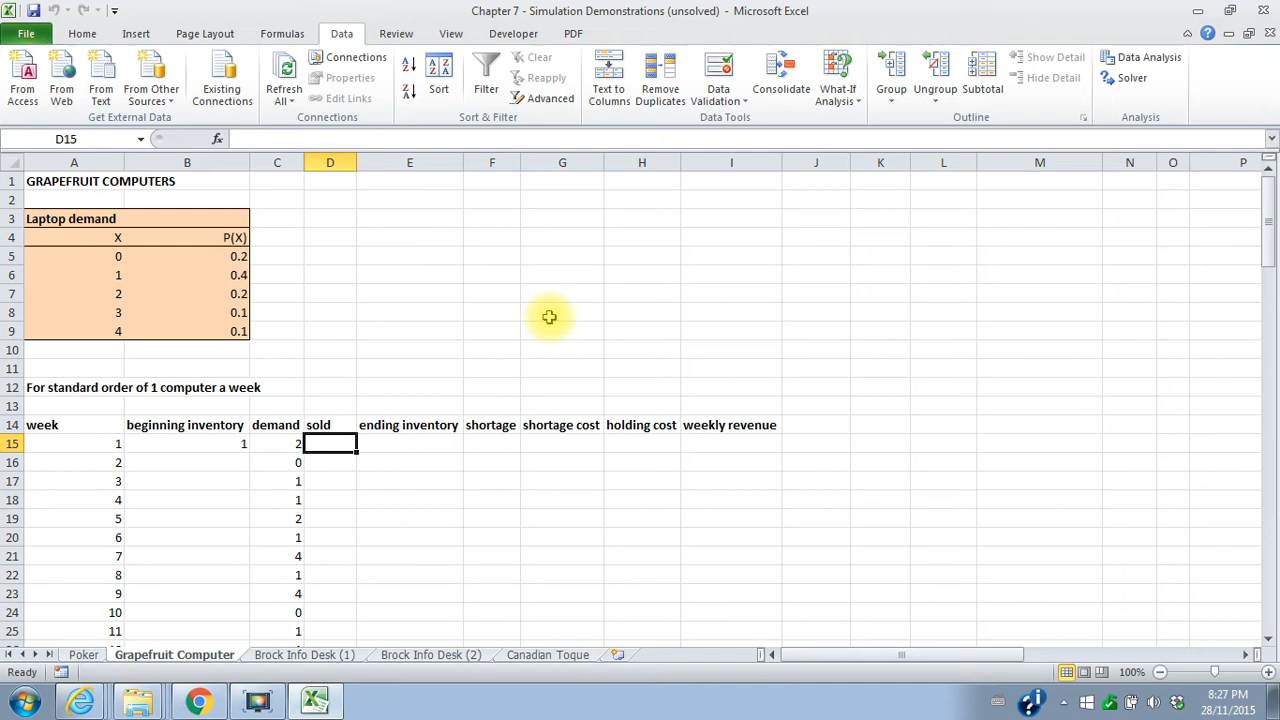 Chapter 7 - Simulation Demonstrations (unsolved) - Microsoft Excel
File Home Insert Page Layout Formulas Data Review View Developer PDF
From Access
From Web
From Text
From Other Sources
Existing Connections
Get External Data
Refresh All
Connections
Properties
Edit Links
Connections
Sort
Filter
Clear
Reapply
Advanced
Sort & Filter
Text to Columns
Remove Duplicates
Data Validation
Consolidate
What-If Analysis
Data Tools
Group
Ungroup
Subtotal
Show Detail
Hide Detail
Outline
Data Analysis
Solver
Analysis
D15 fx
A B C D E F G H I J K L M N O P
1 GRAPEFRUIT COMPUTERS
2
3 Laptop demand
4 X P(X)
5 0 0.2
6 1 0.4
7 2 0.2
8 3 0.1
9 4 0.1
10
11
12 For standard order of 1 computer a week
13
14 week beginning inventory demand sold ending inventory shortage shortage cost holding cost weekly revenue
15 1 1 2
16 2 0
17 3 1
18 4 1
19 5 2
20 6 1
21 7 4
22 8 1
23 9 4
24 10 0
25 11 1
Poker Grapefruit Computer Brock Info Desk (1) Brock Info Desk (2) Canadian Toque
Ready 100%
8:27 PM
28/11/2015